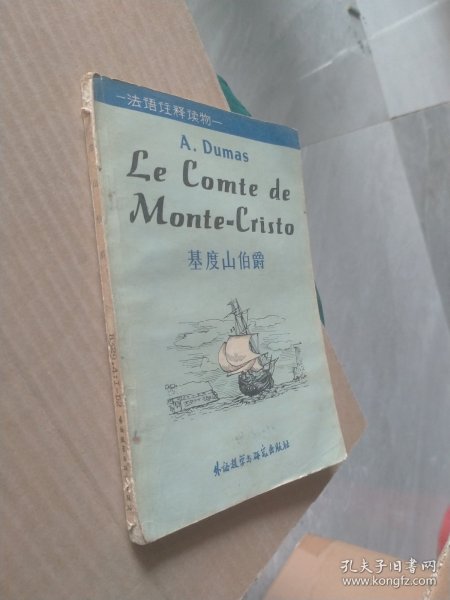 法语注释读物
A. Dumas
Le Comte de
Monte-Cristo
基度山伯爵
外语教学与研究出版社
孔夫子旧书网
www.kongfz.com